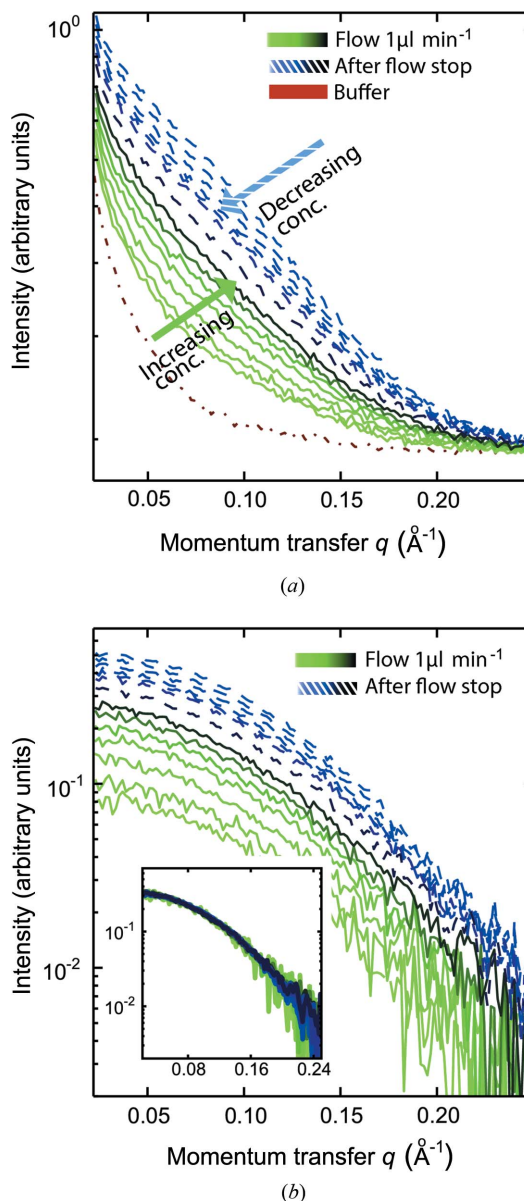 10⁰
Flow 1µl min⁻¹
After flow stop
Buffer
Decreasing
conc.
Increasing
conc.
Intensity (arbitrary units)
0.05 0.10 0.15 0.20
Momentum transfer q (Å⁻¹)
(a)
Flow 1µl min⁻¹
After flow stop
10⁻¹
10⁻²
Intensity (arbitrary units)
10⁻¹
10⁻²
0.08 0.16 0.24
0.05 0.10 0.15 0.20
Momentum transfer q (Å⁻¹)
(b)